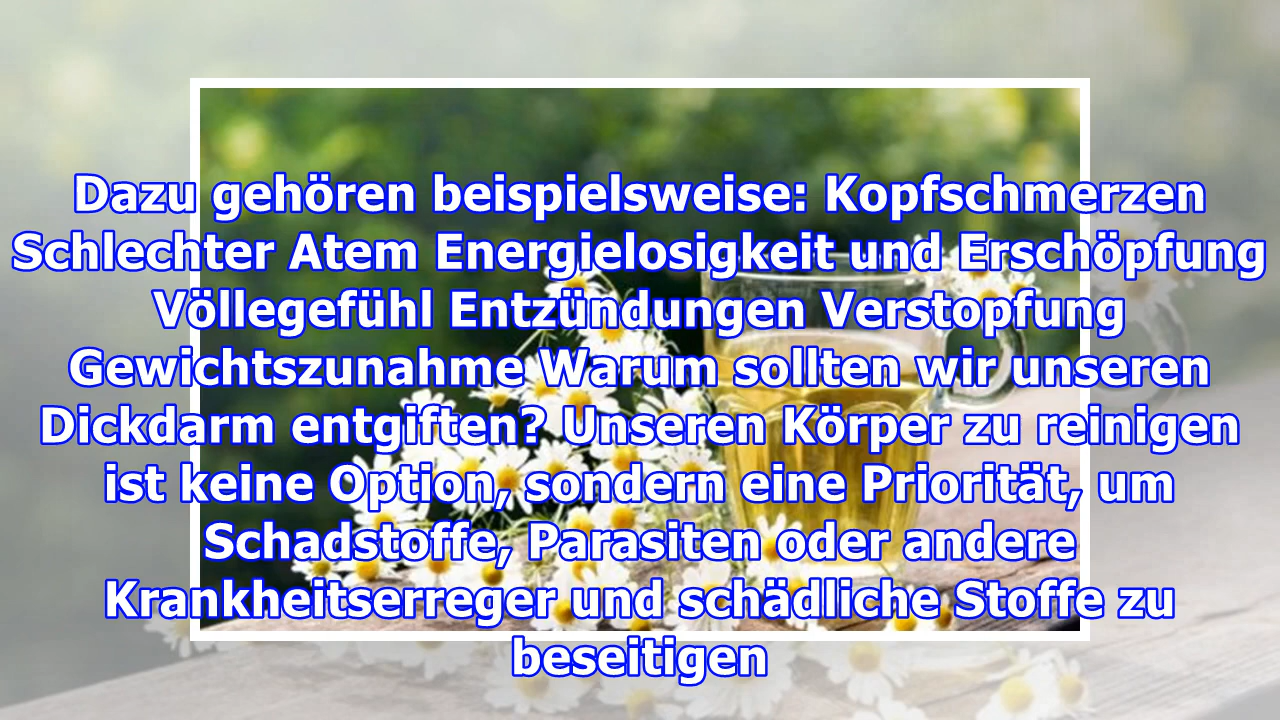 Dazu gehören beispielsweise: Kopfschmerzen
Schlechter Atem Energielosigkeit und Erschöpfung
Völlegefühl Entzündungen Verstopfung
Gewichtszunahme Warum sollten wir unseren
Dickdarm entgiften? Unseren Körper zu reinigen
ist keine Option, sondern eine Priorität, um
Schadstoffe, Parasiten oder andere
Krankheitserreger und schädliche Stoffe zu
beseitigen